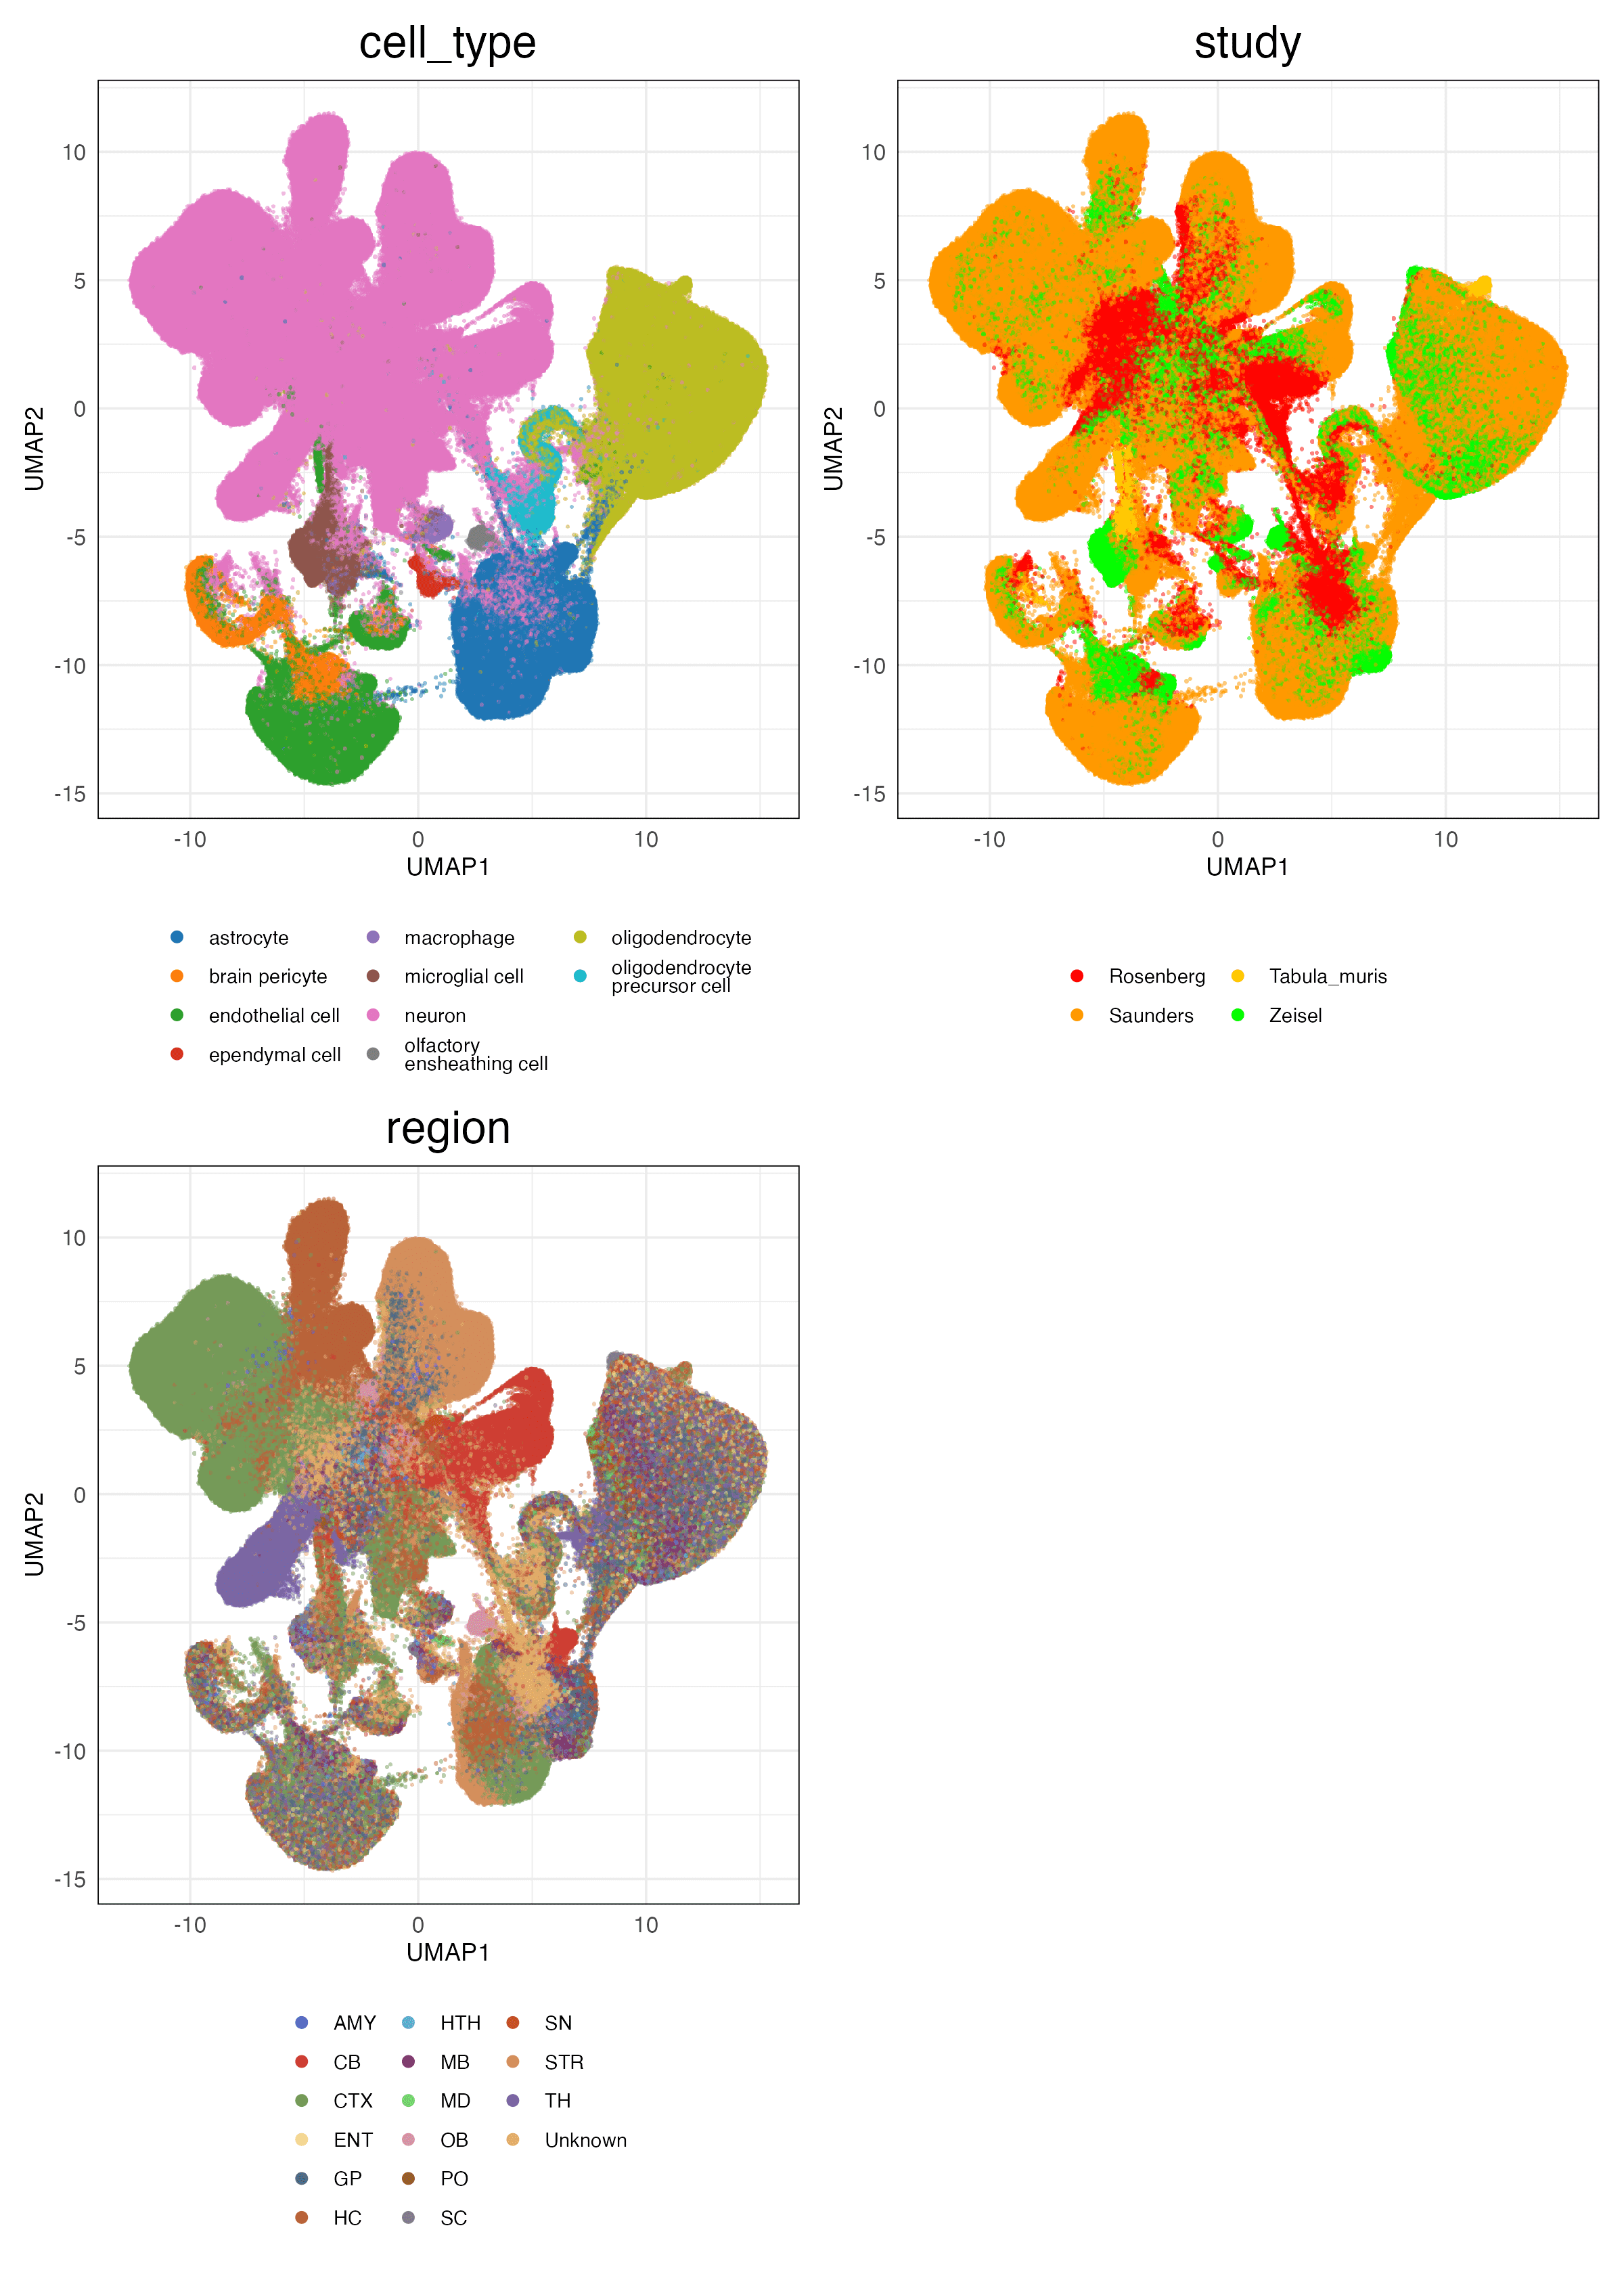 cell_type
study
10
5
0
-5
-10
-15
UMAP2
-10 0 10
UMAP1
10
5
0
-5
-10
-15
UMAP2
-10 0 10
UMAP1
astrocyte macrophage oligodendrocyte
brain pericyte microglial cell oligodendrocyte
precursor cell
endothelial cell neuron
ependymal cell olfactory
ensheathing cell
Rosenberg Tabula_muris
Saunders Zeisel
region
10
5
0
-5
-10
-15
UMAP2
-10 0 10
UMAP1
AMY HTH SN
CB MB STR
CTX MD TH
ENT OB Unknown
GP PO
HC SC